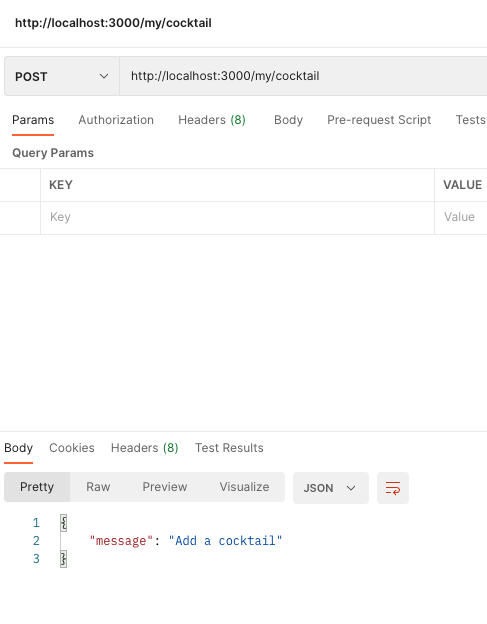 http://localhost:3000/my/cocktail
POST http://localhost:3000/my/cocktail
Params Authorization Headers (8) Body Pre-request Script Tests
Query Params
KEY VALUE
Key Value
Body Cookies Headers (8) Test Results
Pretty Raw Preview Visualize JSON
1 {
2 "message": "Add a cocktail"
3 }